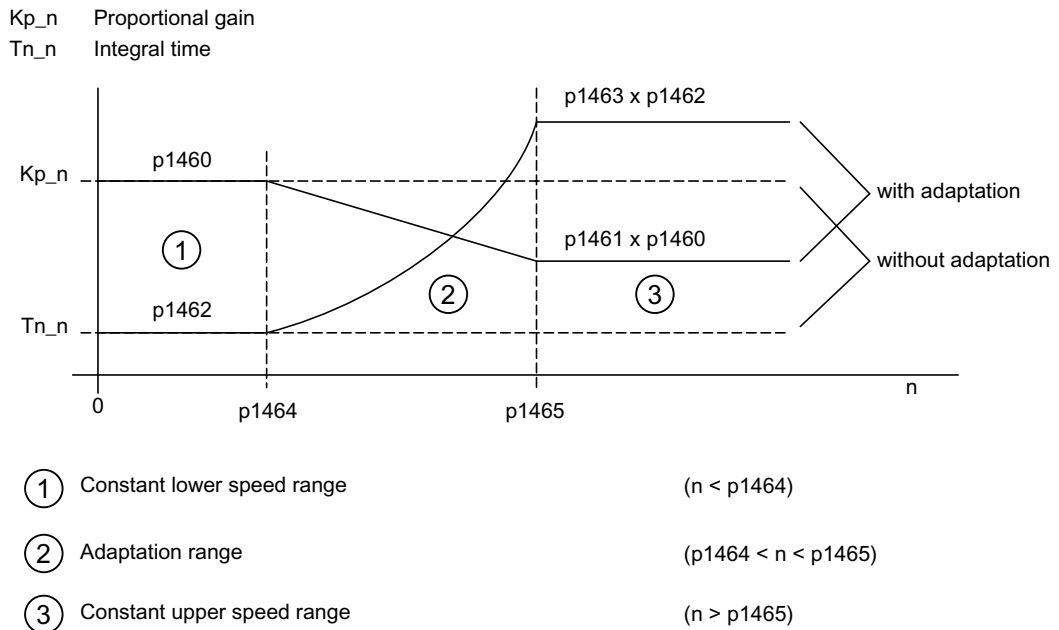 Kp_n Proportional gain
Tn_n Integral time
p1463 x p1462
p1460
Kp_n
with adaptation
p1461 x p1460
without adaptation
1
2
3
p1462
Tn_n
n
0
p1464
p1465
1 Constant lower speed range (n < p1464)
2 Adaptation range (p1464 < n < p1465)
3 Constant upper speed range (n > p1465)